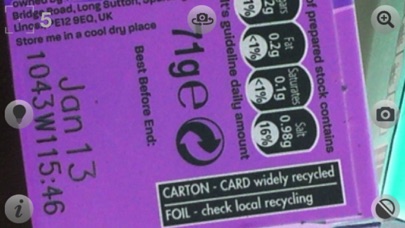 owned by
Bridge Road, Long Sutton,
Lincs. PE12 9EQ, UK
Store me in a cool dry place
Best Before End:
Jan 13
1043W115:46
71g e
of prepared stock contains
Fat
0.2g
<1%
Saturates
0.1g
<1%
Salt
0.98g
16%
guideline daily amount
CARTON - CARD widely recycled
FOIL - check local recycling